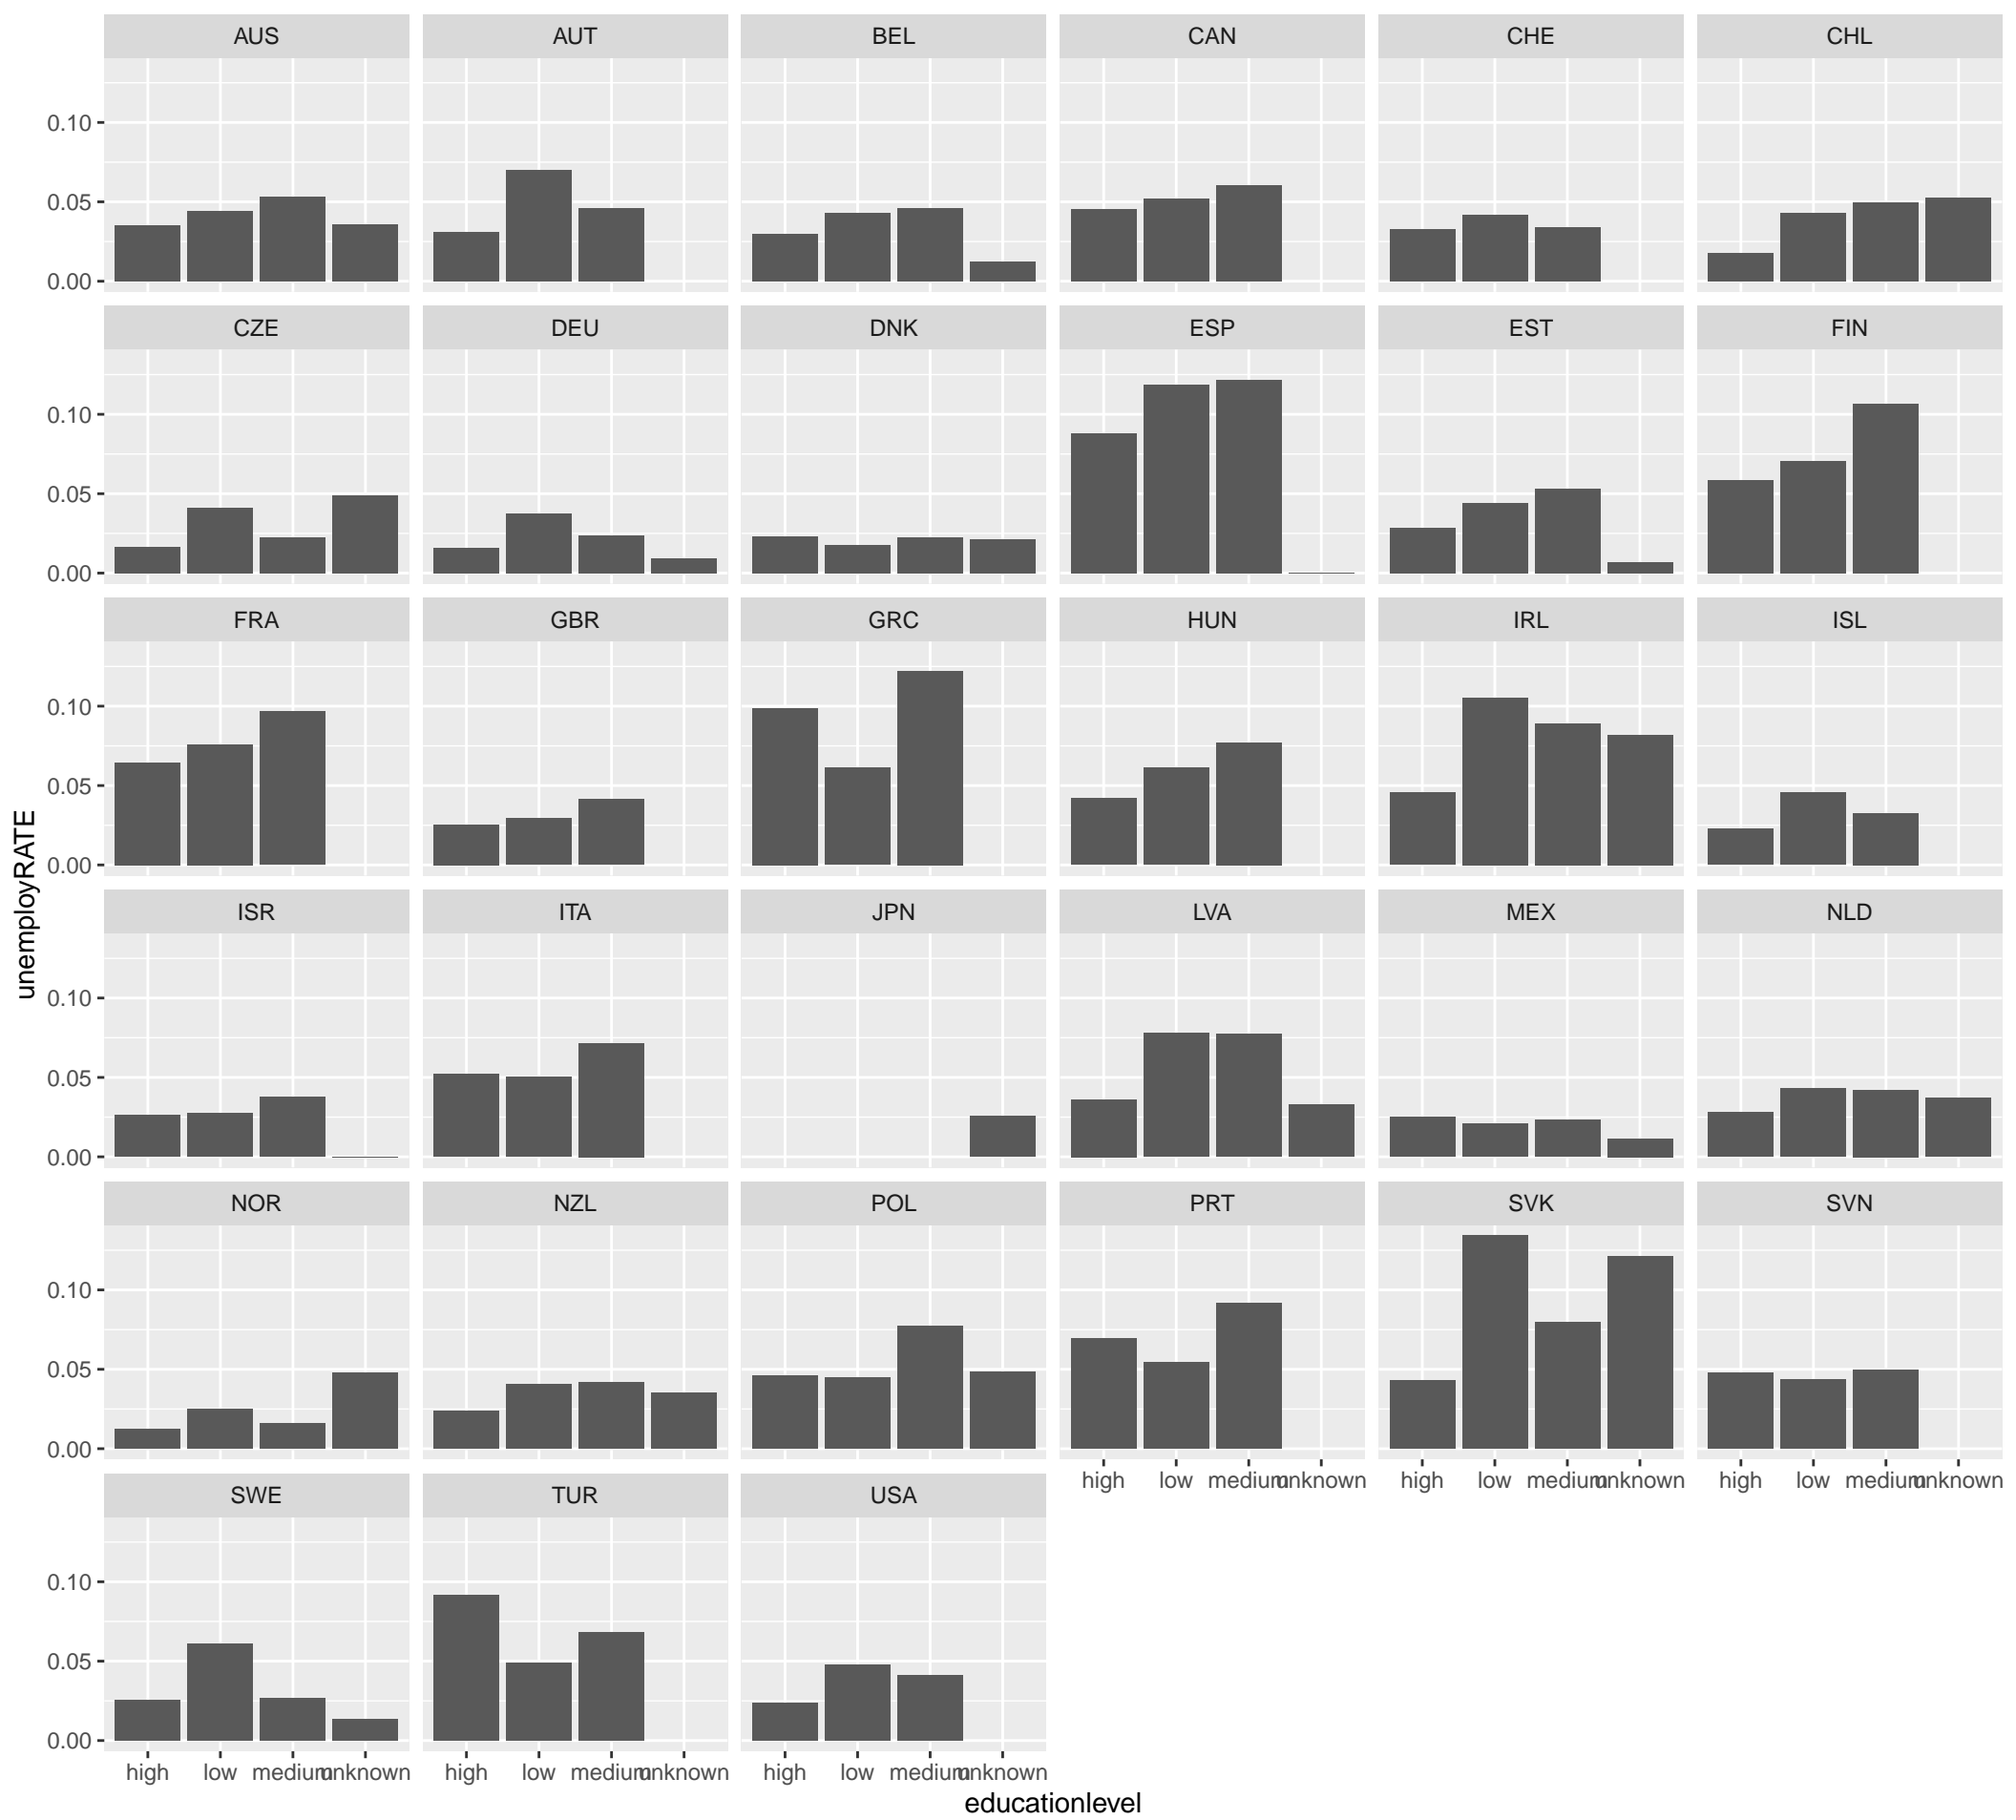 AUS AUT BEL CAN CHE CHL
0.10
0.05
0.00
CZE DEU DNK ESP EST FIN
0.10
0.05
0.00
FRA GBR GRC HUN IRL ISL
0.10
0.05
0.00
unemployRATE
ISR ITA JPN LVA MEX NLD
0.10
0.05
0.00
NOR NZL POL PRT SVK SVN
0.10
0.05
0.00
high low medium unknown high low medium unknown high low medium unknown
SWE TUR USA
0.10
0.05
0.00
high low medium unknown high low medium unknown high low medium unknown
educationlevel